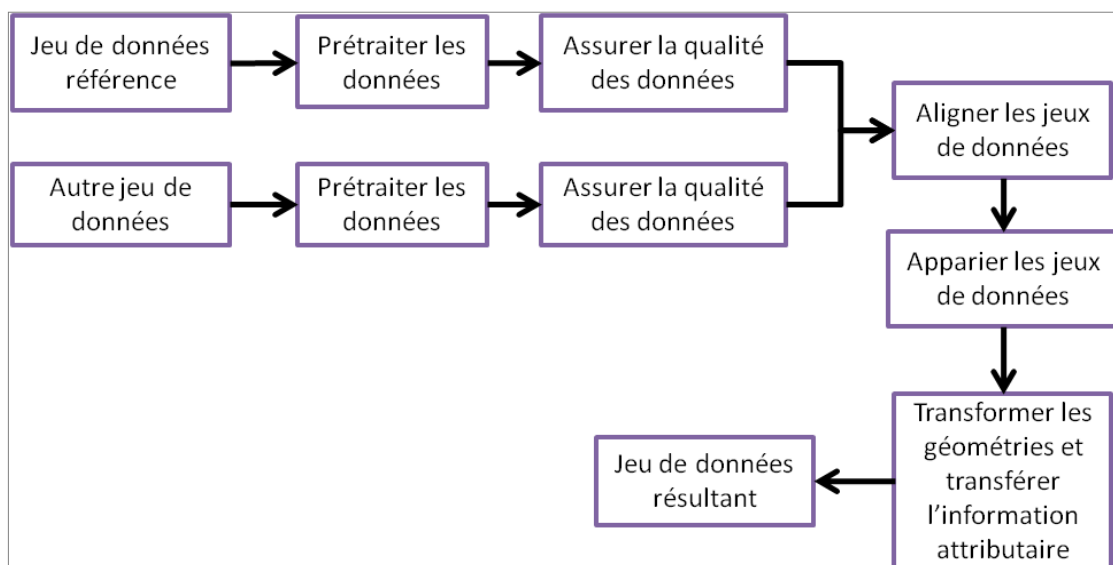 Jeu de données
référence
Prétraiter les
données
Assurer la qualité
des données
Aligner les jeux
de données
Autre jeu de
données
Prétraiter les
données
Assurer la qualité
des données
Apparier les jeux
de données
Transformer les
géométries et
transférer
l'information
attributaire
Jeu de données
résultant